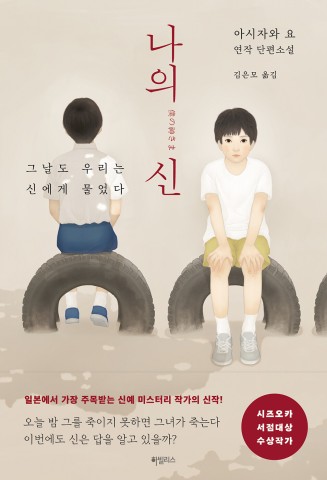 나의 신
僕の神さま
아시자와 요
연작 단편소설
김은모 옮김
그날도 우리는
신에게 물었다
일본에서 가장 주목받는 신예 미스터리 작가의 신작!
오늘 밤 그를 죽이지 못하면 그녀가 죽는다
이번에도 신은 답을 알고 있을까?
시즈오카
서점대상
수상작가
하빌리스